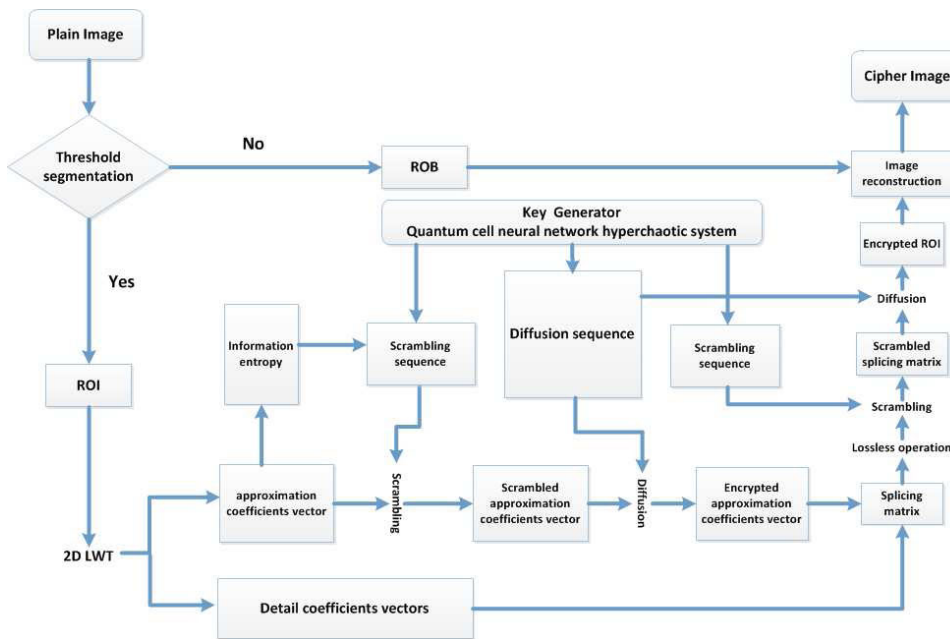 Plain Image
Cipher Image
Threshold
segmentation
No
ROB
Image
reconstruction
Key Generator
Quantum cell neural network hyperchaotic system
Encrypted ROI
Yes
Diffusion
Information
entropy
Scrambling
sequence
Diffusion sequence
Scrambling
sequence
Scrambled
splicing matrix
ROI
Scrambling
Lossless operation
approximation
coefficients vector
Scrambling
Scrambled
approximation
coefficients vector
Diffusion
Encrypted
approximation
coefficients vector
Splicing
matrix
2D LWT
Detail coefficients vectors